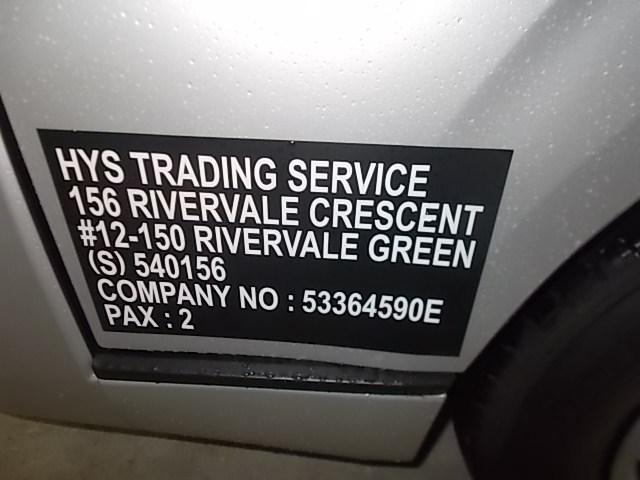 HYS TRADING SERVICE
156 RIVERVALE CRESCENT
#12-150 RIVERVALE GREEN
(S) 540156
COMPANY NO : 53364590E
PAX : 2